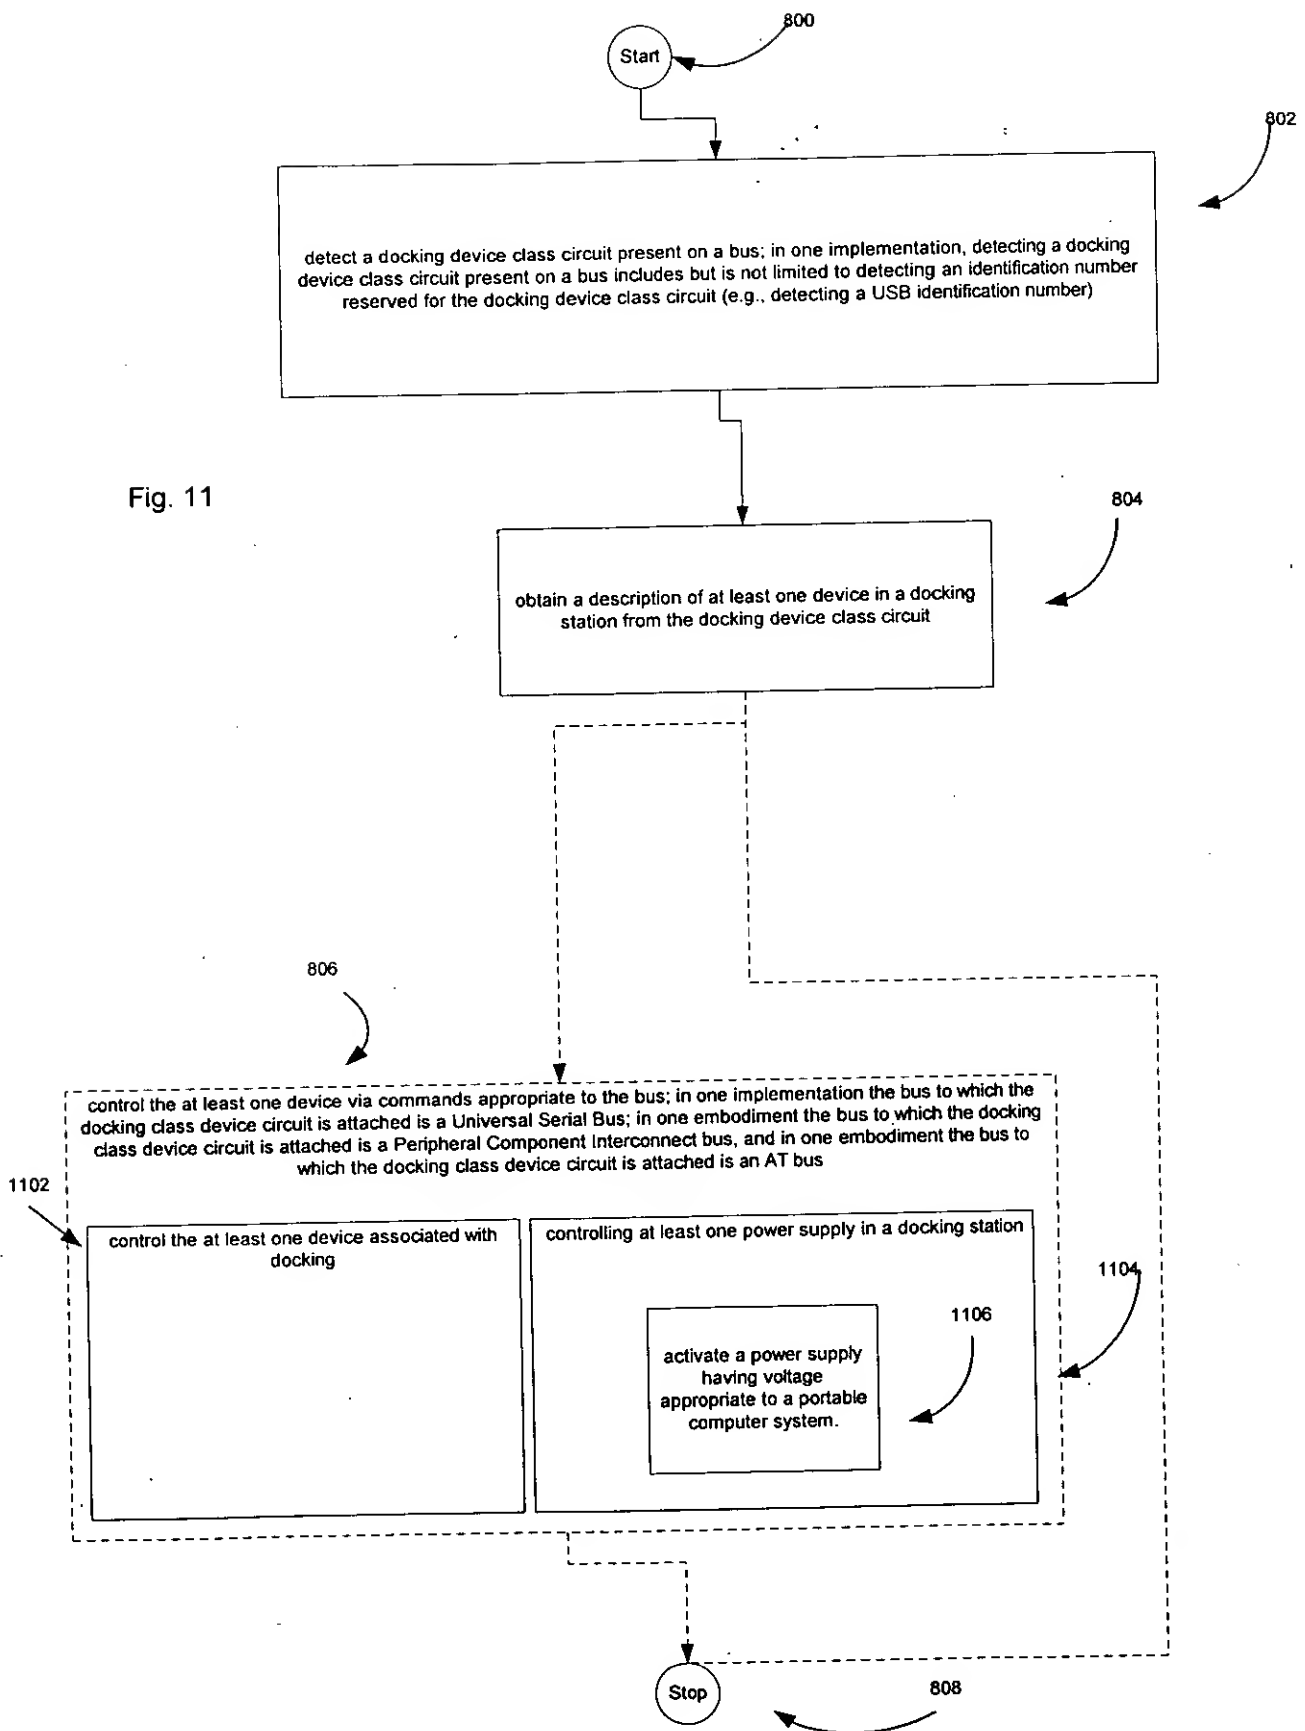 800
Start
802
detect a docking device class circuit present on a bus; in one implementation, detecting a docking
device class circuit present on a bus includes but is not limited to detecting an identification number
reserved for the docking device class circuit (e.g., detecting a USB identification number)
Fig. 11
804
obtain a description of at least one device in a docking
station from the docking device class circuit
806
control the at least one device via commands appropriate to the bus; in one implementation the bus to which the
docking class device circuit is attached is a Universal Serial Bus; in one embodiment the bus to which the docking
class device circuit is attached is a Peripheral Component Interconnect bus, and in one embodiment the bus to
which the docking class device circuit is attached is an AT bus
1102
control the at least one device associated with
docking
controlling at least one power supply in a docking station
1104
1106
activate a power supply
having voltage
appropriate to a portable
computer system.
Stop
808